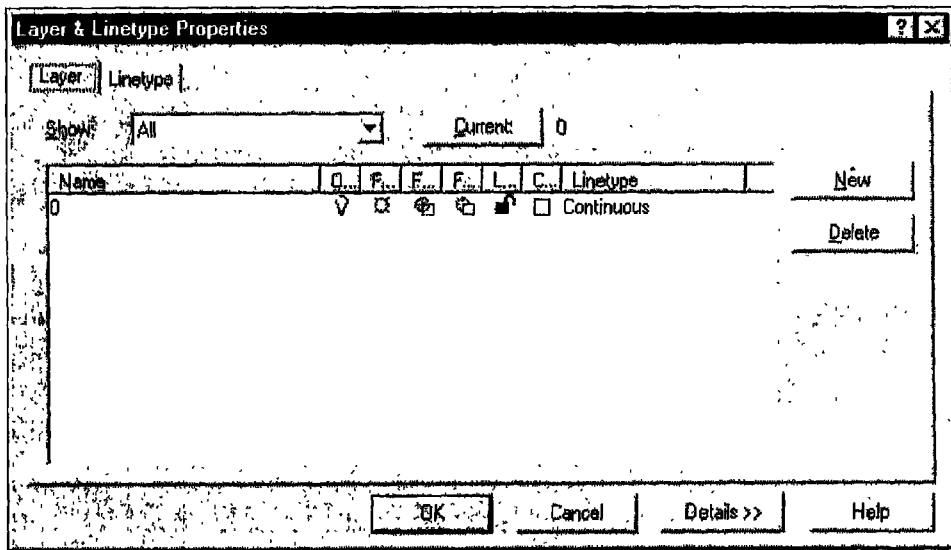 Layer & Linetype Properties ? X
Layer Linetype
Show: All Current: 0
Name O... F... F... F... L... C... Linetype
0 Continuous
New
Delete
OK Cancel Details >> Help